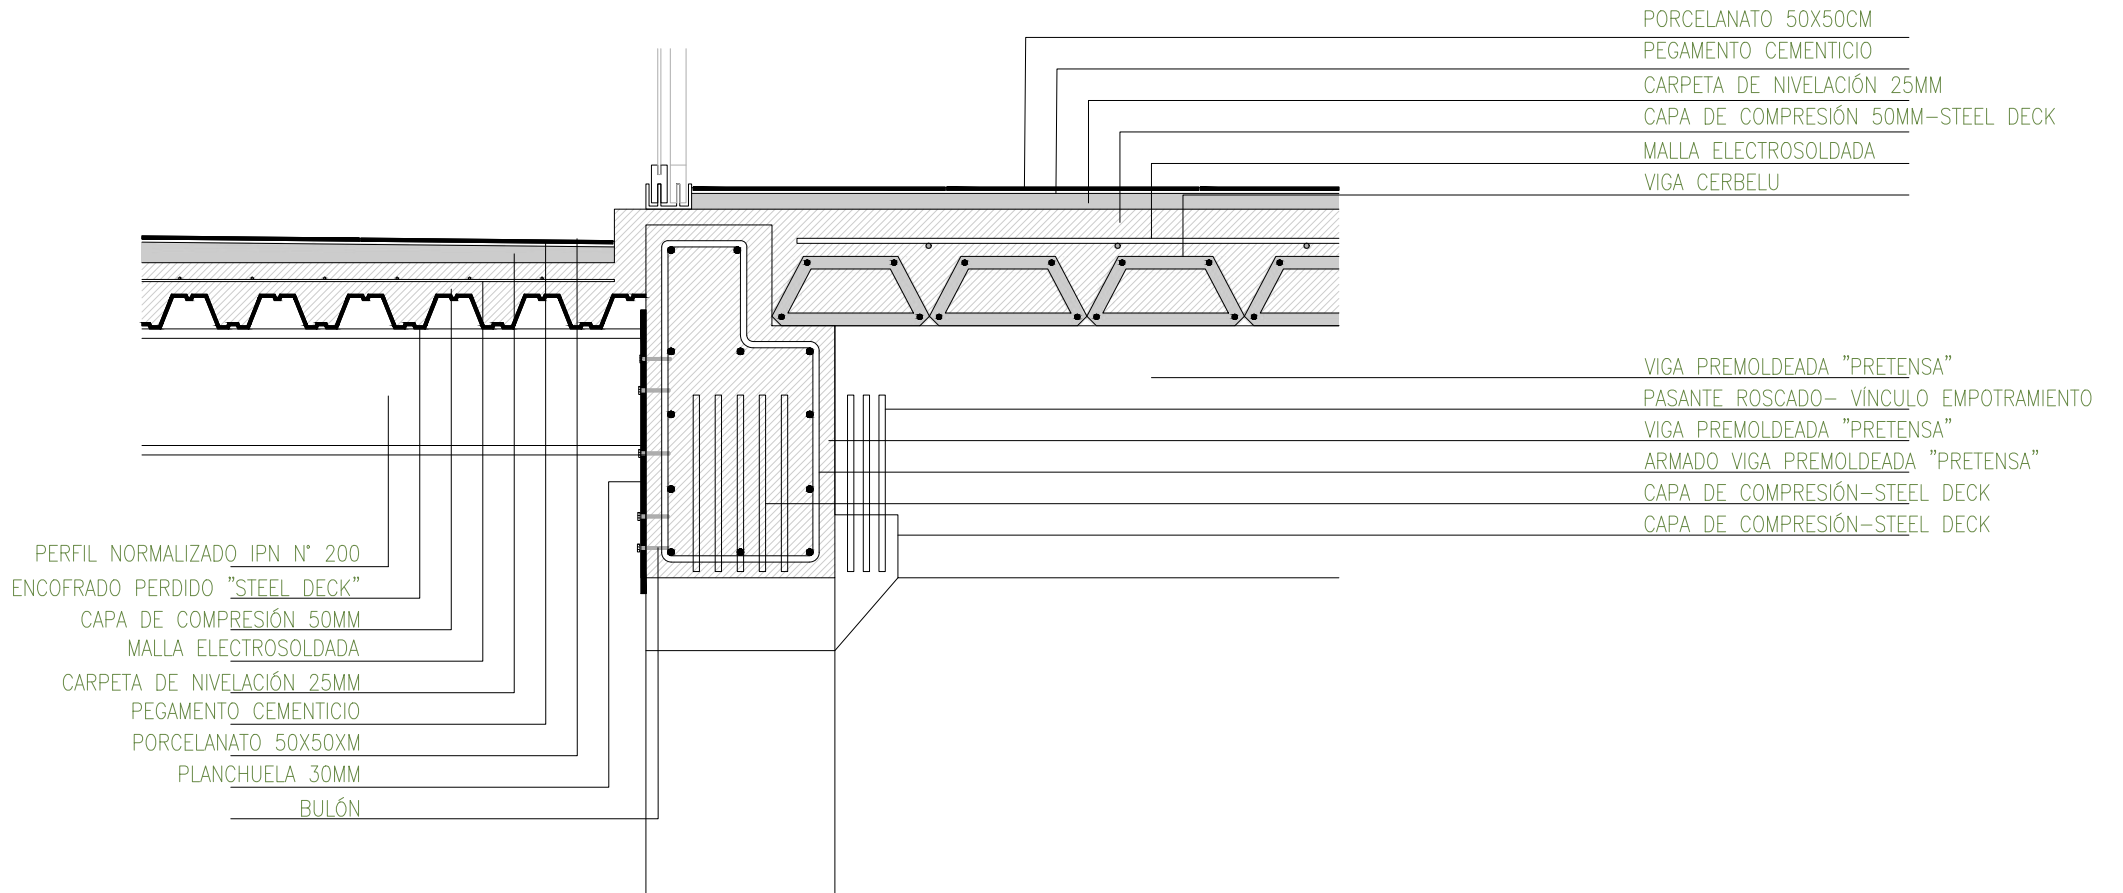 PORCELANATO 50X50CM
PEGAMENTO CEMENTICIO
CARPETA DE NIVELACIÓN 25MM
CAPA DE COMPRESIÓN 50MM-STEEL DECK
MALLA ELECTROSOLDADA
VIGA CERBELU
VIGA PREMOLDEADA "PRETENSA"
PASANTE ROSCADO- VÍNCULO EMPOTRAMIENTO
VIGA PREMOLDEADA "PRETENSA"
ARMADO VIGA PREMOLDEADA "PRETENSA"
CAPA DE COMPRESIÓN-STEEL DECK
CAPA DE COMPRESIÓN-STEEL DECK
PERFIL NORMALIZADO IPN N° 200
ENCOFRADO PERDIDO "STEEL DECK"
CAPA DE COMPRESIÓN 50MM
MALLA ELECTROSOLDADA
CARPETA DE NIVELACIÓN 25MM
PEGAMENTO CEMENTICIO
PORCELANATO 50X50XM
PLANCHUELA 30MM
BULÓN